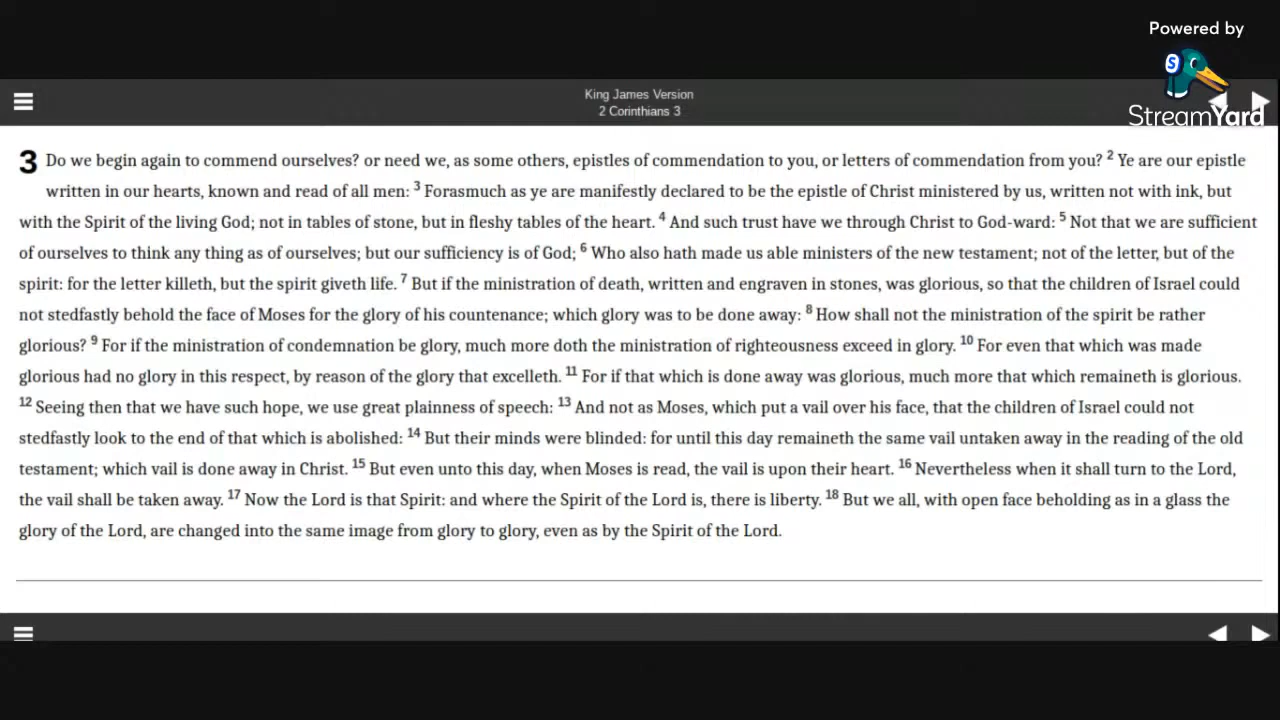 Powered by
S
StreamYard
King James Version
2 Corinthians 3
3 Do we begin again to commend ourselves? or need we, as some others, epistles of commendation to you, or letters of commendation from you? 2 Ye are our epistle
written in our hearts, known and read of all men: 3 Forasmuch as ye are manifestly declared to be the epistle of Christ ministered by us, written not with ink, but
with the Spirit of the living God; not in tables of stone, but in fleshy tables of the heart. 4 And such trust have we through Christ to God-ward: 5 Not that we are sufficient
of ourselves to think any thing as of ourselves; but our sufficiency is of God; 6 Who also hath made us able ministers of the new testament; not of the letter, but of the
spirit: for the letter killeth, but the spirit giveth life. 7 But if the ministration of death, written and engraven in stones, was glorious, so that the children of Israel could
not stedfastly behold the face of Moses for the glory of his countenance; which glory was to be done away: 8 How shall not the ministration of the spirit be rather
glorious? 9 For if the ministration of condemnation be glory, much more doth the ministration of righteousness exceed in glory. 10 For even that which was made
glorious had no glory in this respect, by reason of the glory that excelleth. 11 For if that which is done away was glorious, much more that which remaineth is glorious.
12 Seeing then that we have such hope, we use great plainness of speech: 13 And not as Moses, which put a vail over his face, that the children of Israel could not
stedfastly look to the end of that which is abolished: 14 But their minds were blinded: for until this day remaineth the same vail untaken away in the reading of the old
testament; which vail is done away in Christ. 15 But even unto this day, when Moses is read, the vail is upon their heart. 16 Nevertheless when it shall turn to the Lord,
the vail shall be taken away. 17 Now the Lord is that Spirit: and where the Spirit of the Lord is, there is liberty. 18 But we all, with open face beholding as in a glass the
glory of the Lord, are changed into the same image from glory to glory, even as by the Spirit of the Lord.